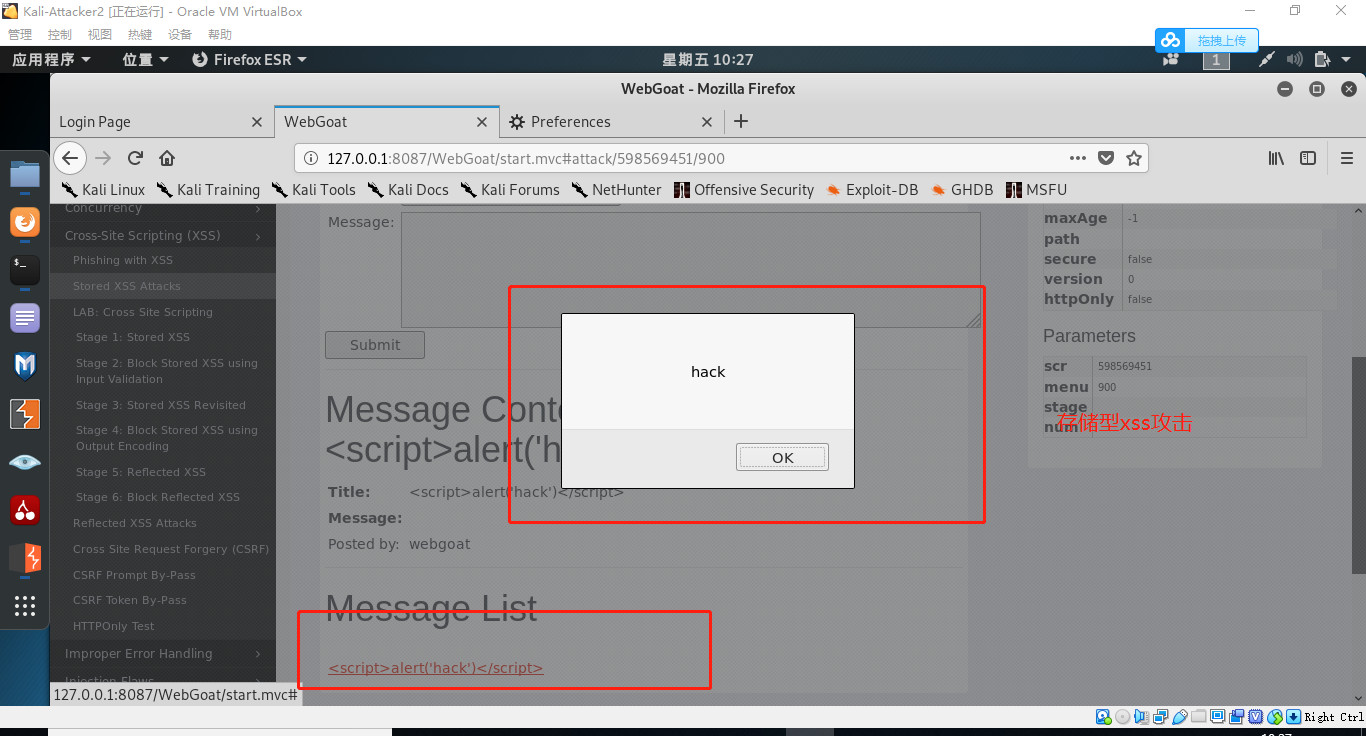 Kali-Attacker2 [正在运行] - Oracle VM VirtualBox
管理 控制 视图 热键 设备 帮助
拖拽上传
应用程序 位置 Firefox ESR 星期五 10:27 1
WebGoat - Mozilla Firefox
Login Page WebGoat Preferences
127.0.0.1:8087/WebGoat/start.mvc#attack/598569451/900
Kali Linux Kali Training Kali Tools Kali Docs Kali Forums NetHunter Offensive Security Exploit-DB GHDB MSFU
Concurrency
Cross-Site Scripting (XSS)
Phishing with XSS
Stored XSS Attacks
LAB: Cross Site Scripting
Stage 1: Stored XSS
Stage 2: Block Stored XSS using
Input Validation
Stage 3: Stored XSS Revisited
Stage 4: Block Stored XSS using
Output Encoding
Stage 5: Reflected XSS
Stage 6: Block Reflected XSS
Reflected XSS Attacks
Cross Site Request Forgery (CSRF)
CSRF Prompt By-Pass
CSRF Token By-Pass
HTTPOnly Test
Improper Error Handling
Injection Flaws
127.0.0.1:8087/WebGoat/start.mvc#
Message:
Submit
Message Cont
<script>alert('h
Title: <script>alert('hack')</script>
Message:
Posted by: webgoat
Message List
<script>alert('hack')</script>
hack
OK
maxAge -1
path
secure false
version 0
httpOnly false
Parameters
scr 598569451
menu 900
stage
num
存储型xss攻击
Right Ctrl